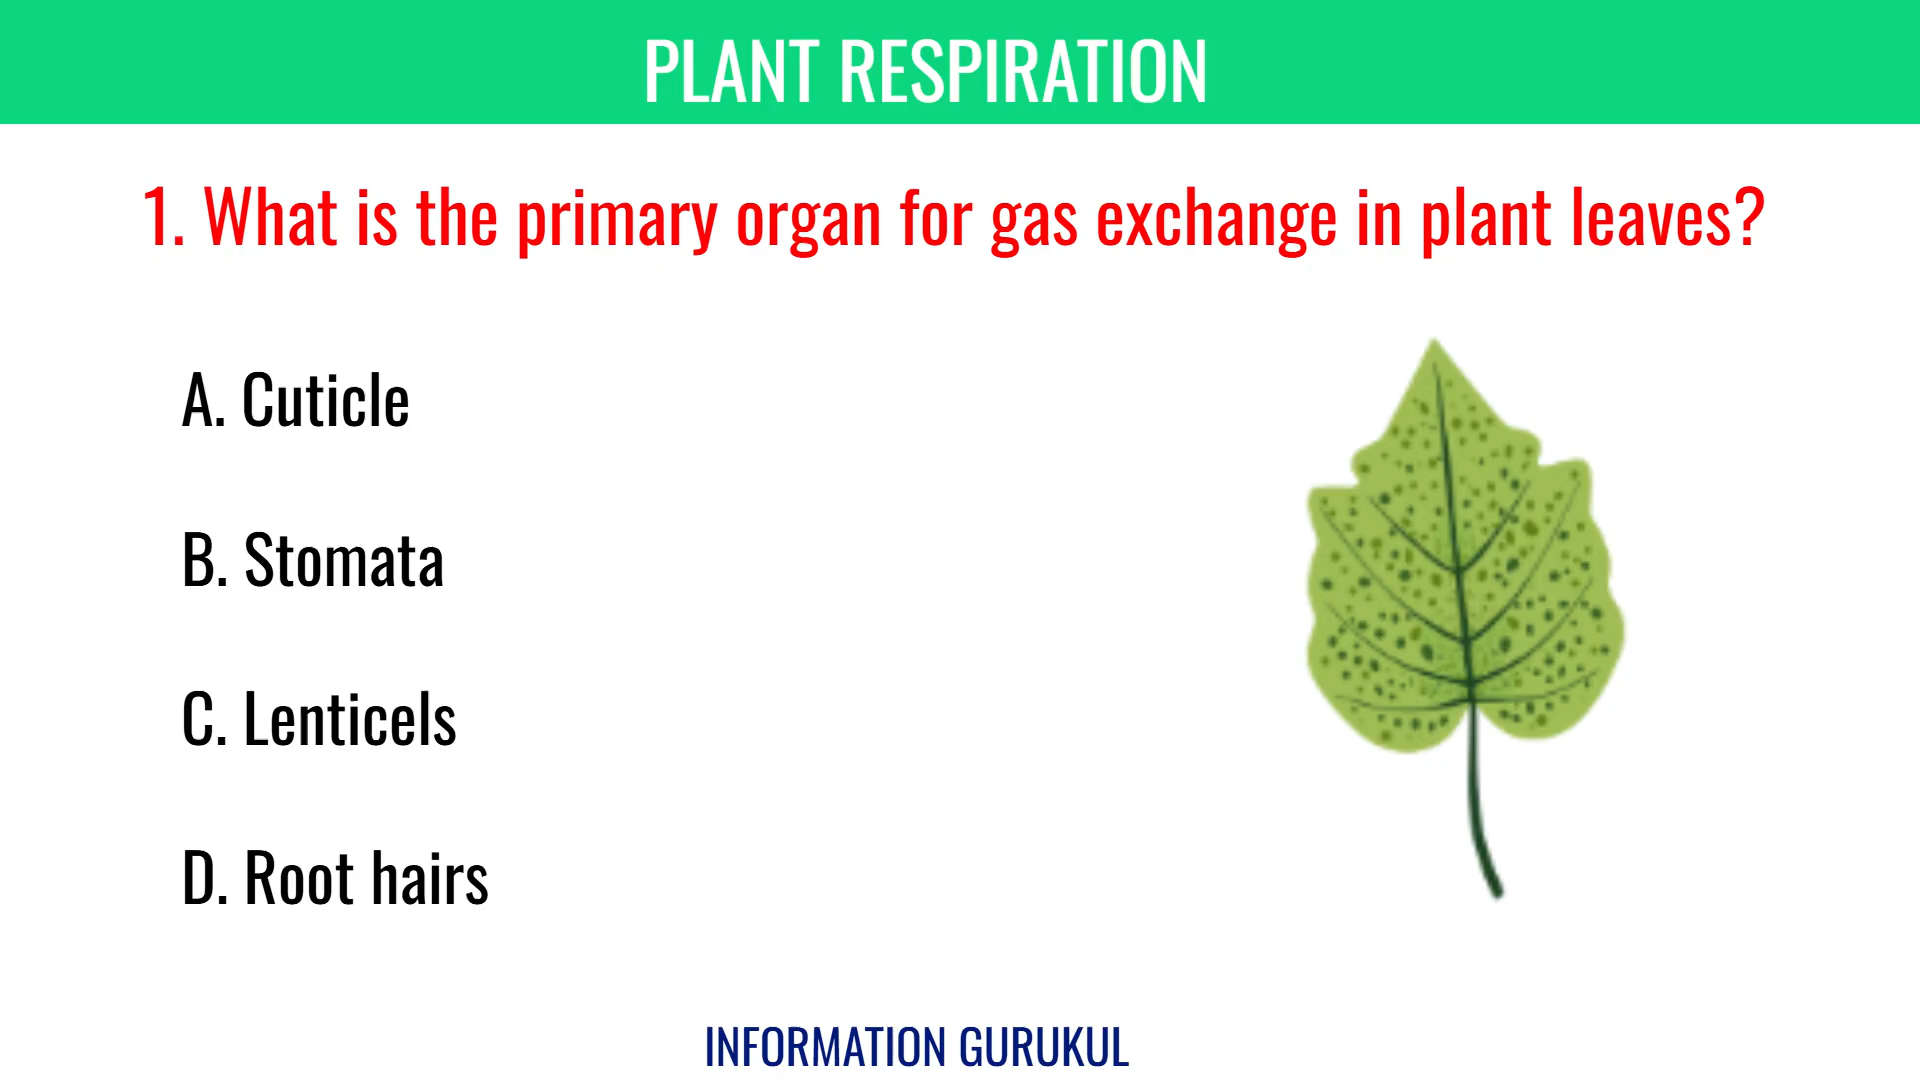 PLANT RESPIRATION
1. What is the primary organ for gas exchange in plant leaves?
A. Cuticle
B. Stomata
C. Lenticels
D. Root hairs
INFORMATION GURUKUL